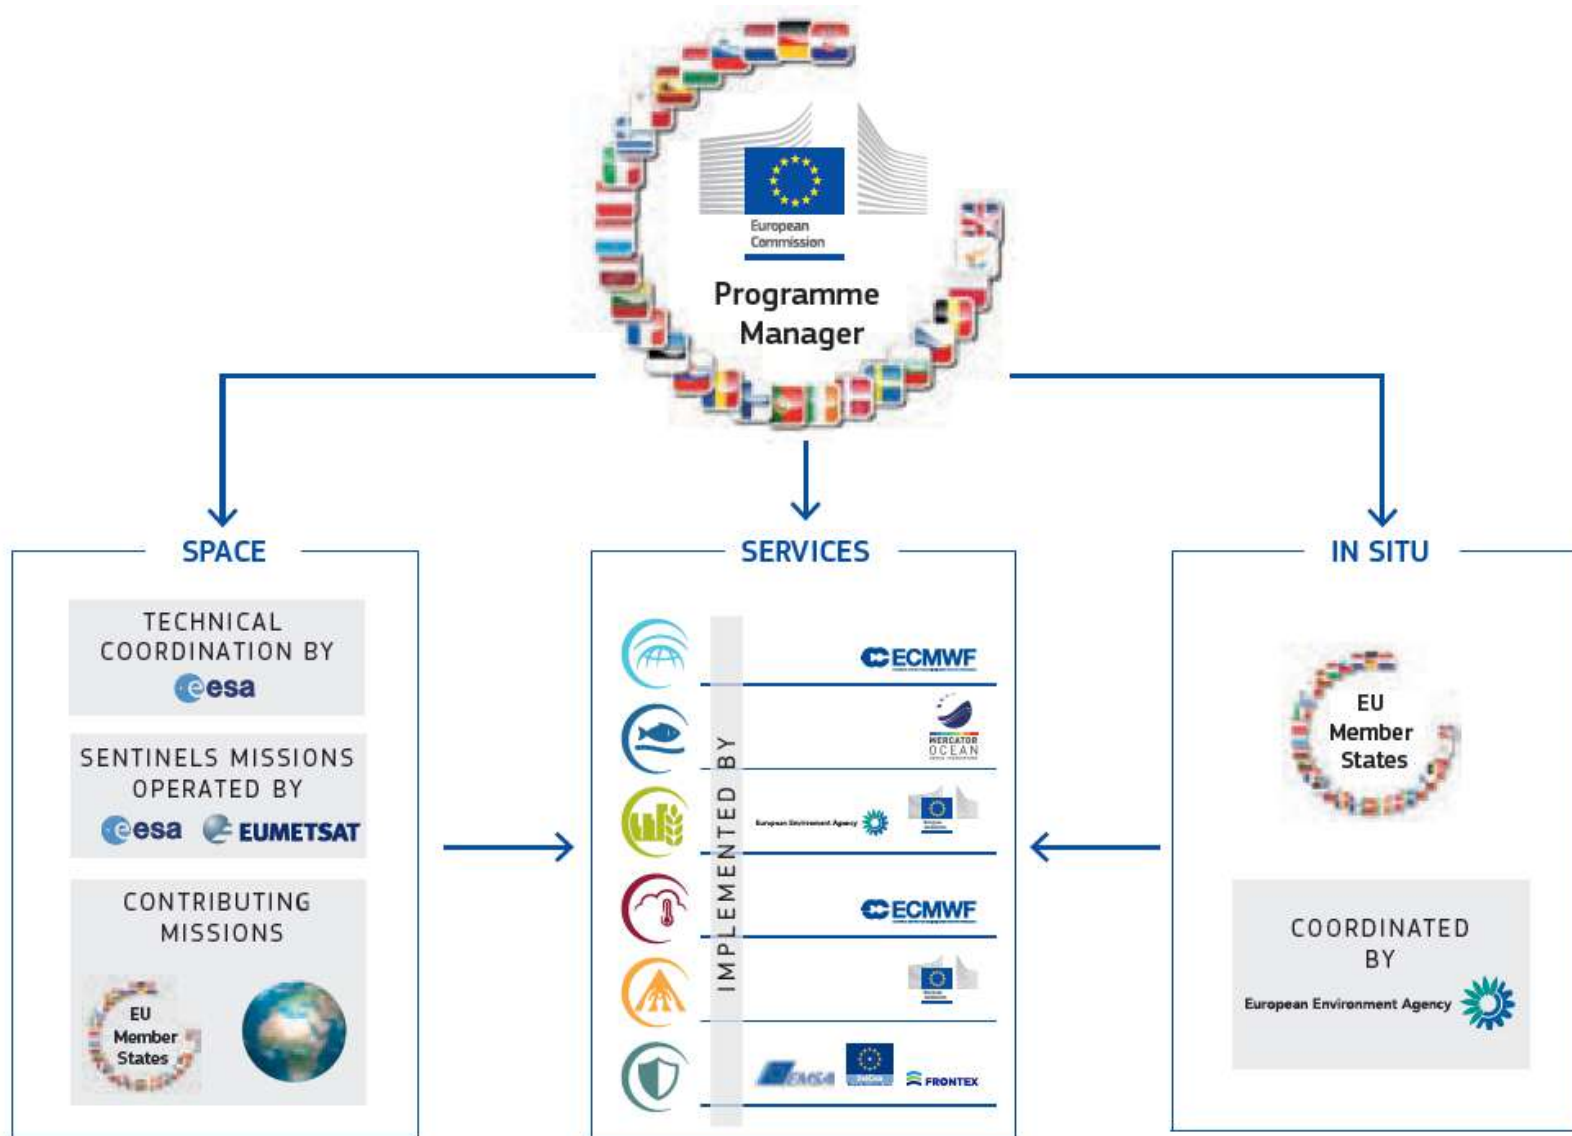 European
Commission
Programme
Manager
SPACE
TECHNICAL
COORDINATION BY
esa
SENTINELS MISSIONS
OPERATED BY
esa EUMETSAT
CONTRIBUTING
MISSIONS
EU
Member
States
SERVICES
IMPLEMENTED BY
ECMWF
MERCATOR
OCEAN
European Environment Agency
ECMWF
EMSA
FRONTEX
IN SITU
EU
Member
States
COORDINATED
BY
European Environment Agency